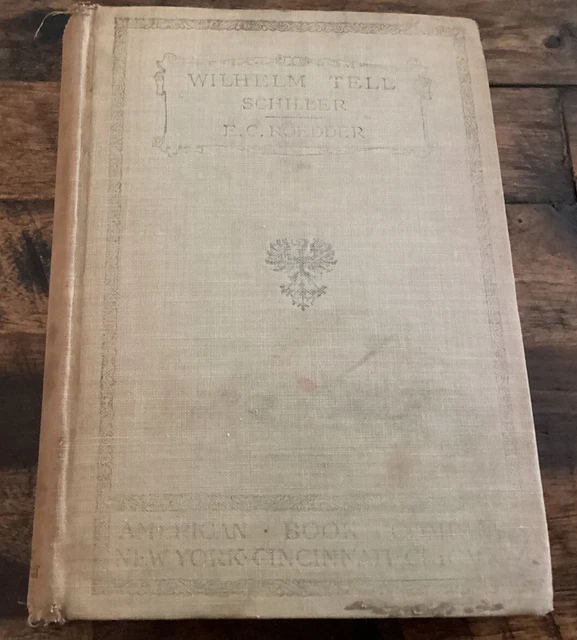 WILHELM TELL
SCHILLER
E. C. ROEDDER
AMERICAN · BOOK · COMPANY
NEW YORK · CINCINNATI · CHICAGO